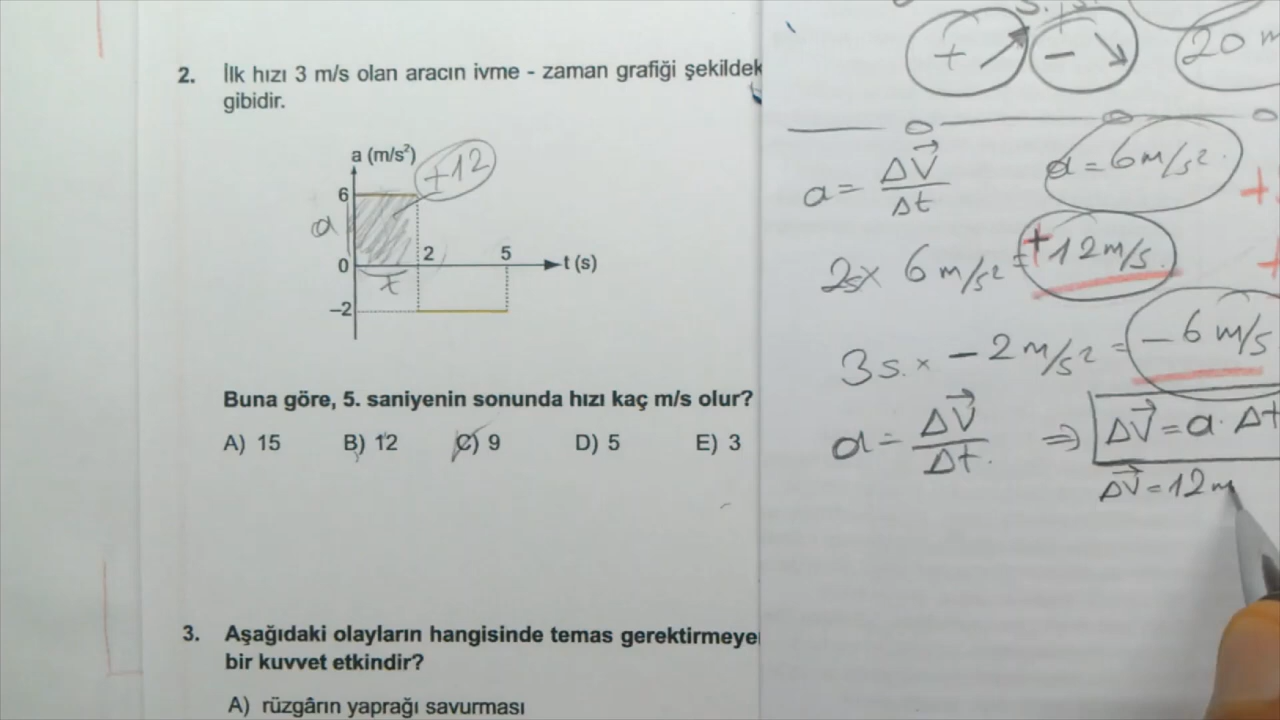 2. İlk hızı 3 m/s olan aracın ivme - zaman grafiği şekildek
gibidir.
a (m/s²)
+12
6
a
0
2
5
t (s)
t
–2
Buna göre, 5. saniyenin sonunda hızı kaç m/s olur?
A) 15 B) 12 C) 9 D) 5 E) 3
3. Aşağıdaki olayların hangisinde temas gerektirmeye
bir kuvvet etkindir?
A) rüzgârın yaprağı savurması
+ − 20 m
a = ΔV/Δt a = 6 m/s².
2s x 6 m/s² = +12 m/s.
3 s. x − 2 m/s² = − 6 m/s
a = ΔV/Δt. ⇒ ΔV = a . Δt
ΔV = 12 m